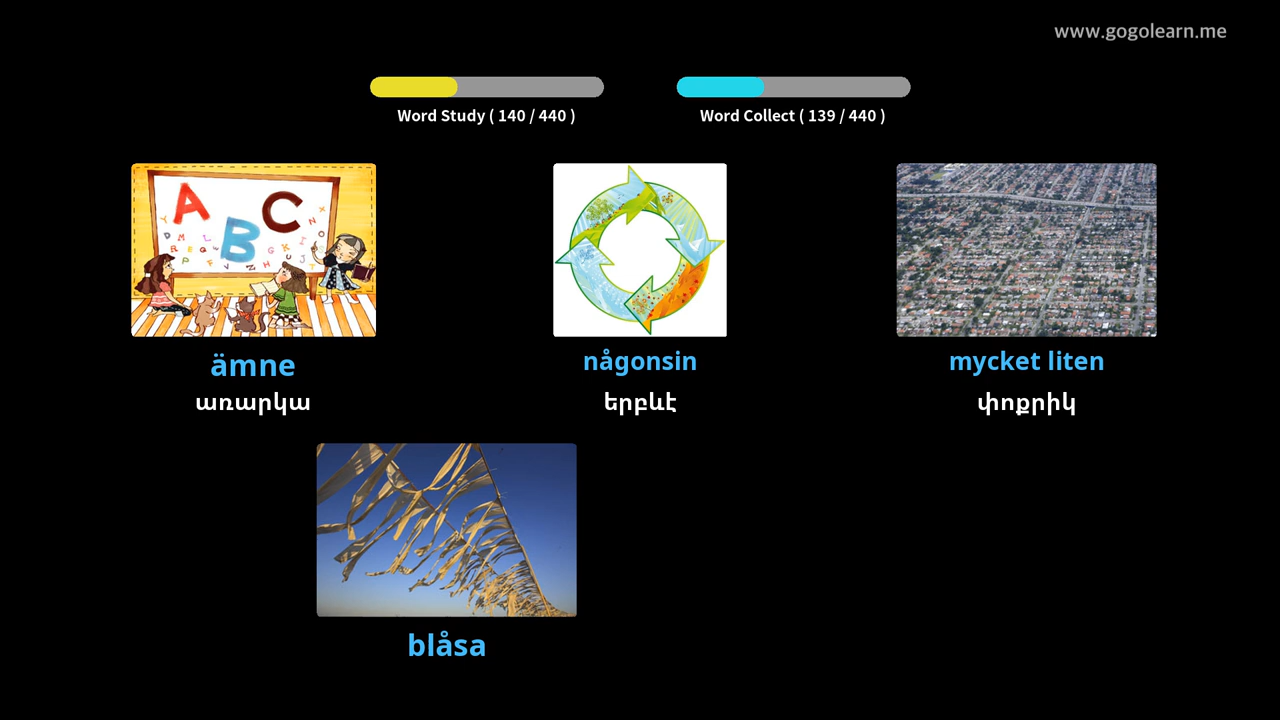 www.gogolearn.me
Word Study ( 140 / 440 )
Word Collect ( 139 / 440 )
A B C
ämne
առարկա
någonsin
երբևէ
mycket liten
փոքրիկ
blåsa